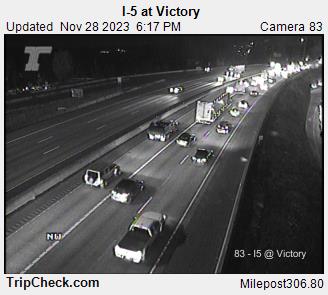 I-5 at Victory
Updated Nov 28 2023 6:17 PM Camera 83
NW
83 - I5 @ Victory
TripCheck.com Milepost306.80